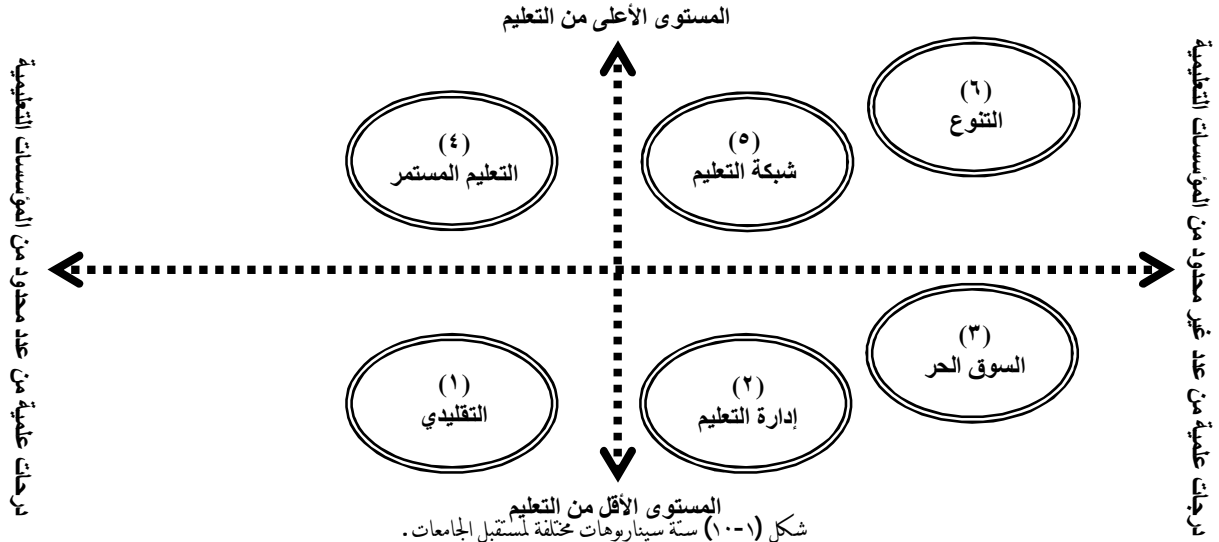 المستوى الأعلى من التعليم
درجات علمية من عدد غير محدود من المؤسسات التعليمية
(٦)
التنوع
(٥)
شبكة التعليم
(٤)
التعليم المستمر
درجات علمية من عدد محدود من المؤسسات التعليمية
(٣)
السوق الحر
(٢)
إدارة التعليم
(١)
التقليدي
المستوى الأقل من التعليم
شكل (١-١٠) ستة سيناريوهات مختلفة لمستقبل الجامعات.